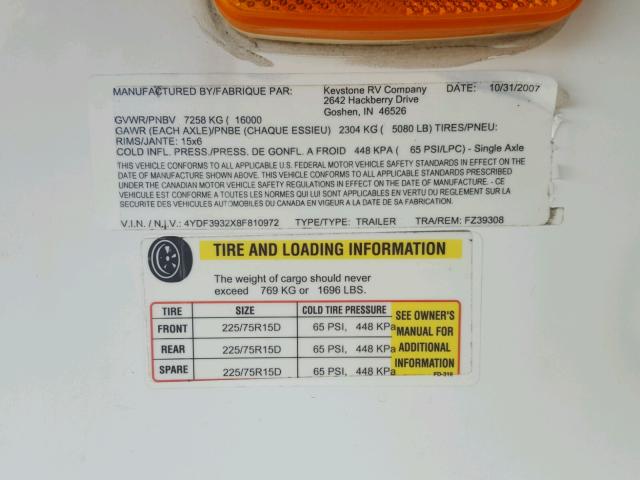 MANUFACTURED BY/FABRIQUE PAR: Keystone RV Company DATE: 10/31/2007
2642 Hackberry Drive
Goshen, IN 46526
GVWR/PNBV 7258 KG ( 16000
GAWR (EACH AXLE)/PNBE (CHAQUE ESSIEU) 2304 KG ( 5080 LB) TIRES/PNEU:
RIMS/JANTE: 15x6
COLD INFL. PRESS./PRESS. DE GONFL. A FROID 448 KPA ( 65 PSI/LPC) - Single Axle
THIS VEHICLE CONFORMS TO ALL APPLICABLE U.S. FEDERAL MOTOR VEHICLE SAFETY STANDARDS IN EFFECT ON THE
DATE OF MANUFACTURE SHOWN ABOVE. THIS VEHICLE CONFORMS TO ALL APPLICABLE STANDARDS PRESCRIBED
UNDER THE CANADIAN MOTOR VEHICLE SAFETY REGULATIONS IN EFFECT ON THE DATE OF MANUFACTURE. - CE
VEHICULE EST CONFORME A TOUTES LES NORMES QUI LUI SONT APPLICABLES EN VERTU DU REGLEMENT SUR LA
SECURITE DES VEHICULES AUTOMOBILES DU CANADA EN VIGEUR A LA DATE DE SA FABRICATION.
V.I.N. / N.I.V.: 4YDF3932X8F810972 TYPE/TYPE: TRAILER TRA/REM: FZ39308
TIRE AND LOADING INFORMATION
The weight of cargo should never
exceed 769 KG or 1696 LBS.
TIRE SIZE COLD TIRE PRESSURE
FRONT 225/75R15D 65 PSI, 448 KPa
REAR 225/75R15D 65 PSI, 448 KPa
SPARE 225/75R15D 65 PSI, 448 KPa
SEE OWNER'S
MANUAL FOR
ADDITIONAL
INFORMATION
FD-316